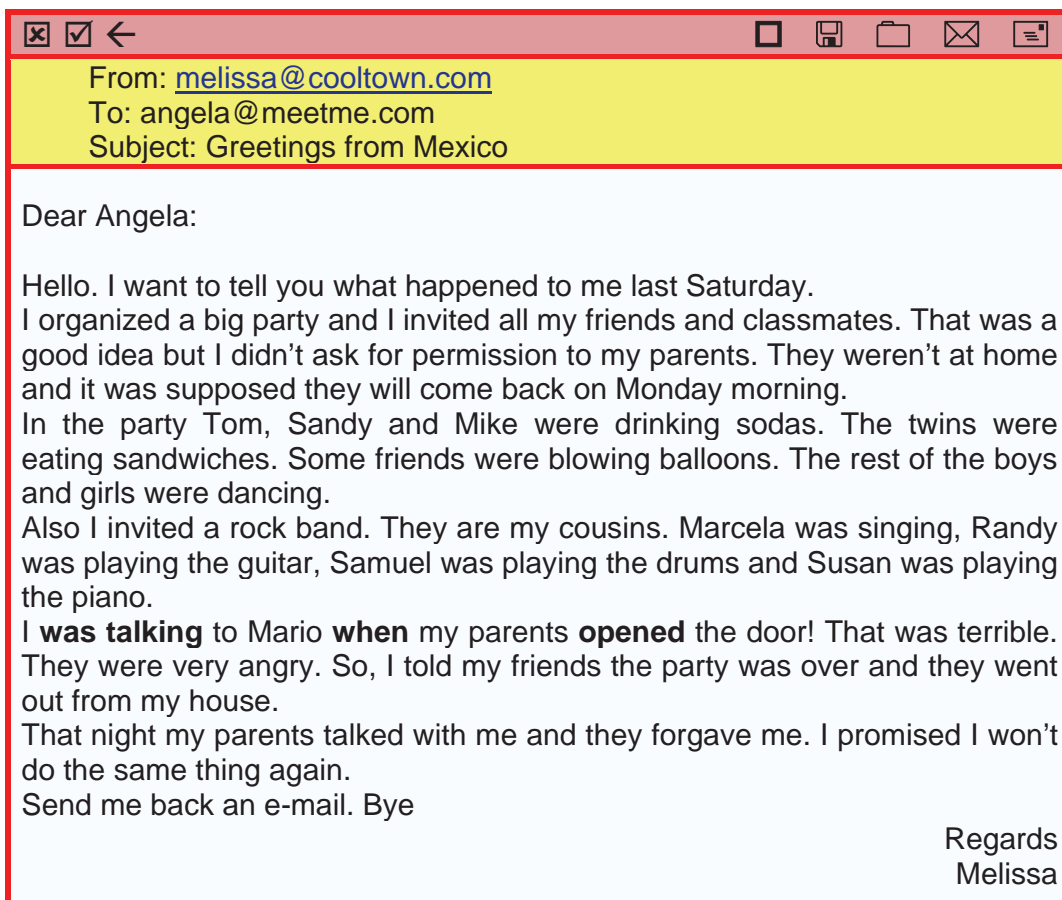 From: melissa@cooltown.com
To: angela@meetme.com
Subject: Greetings from Mexico
Dear Angela:
Hello. I want to tell you what happened to me last Saturday.
I organized a big party and I invited all my friends and classmates. That was a
good idea but I didn't ask for permission to my parents. They weren't at home
and it was supposed they will come back on Monday morning.
In the party Tom, Sandy and Mike were drinking sodas. The twins were
eating sandwiches. Some friends were blowing balloons. The rest of the boys
and girls were dancing.
Also I invited a rock band. They are my cousins. Marcela was singing, Randy
was playing the guitar, Samuel was playing the drums and Susan was playing
the piano.
I was talking to Mario when my parents opened the door! That was terrible.
They were very angry. So, I told my friends the party was over and they went
out from my house.
That night my parents talked with me and they forgave me. I promised I won't
do the same thing again.
Send me back an e-mail. Bye
Regards
Melissa